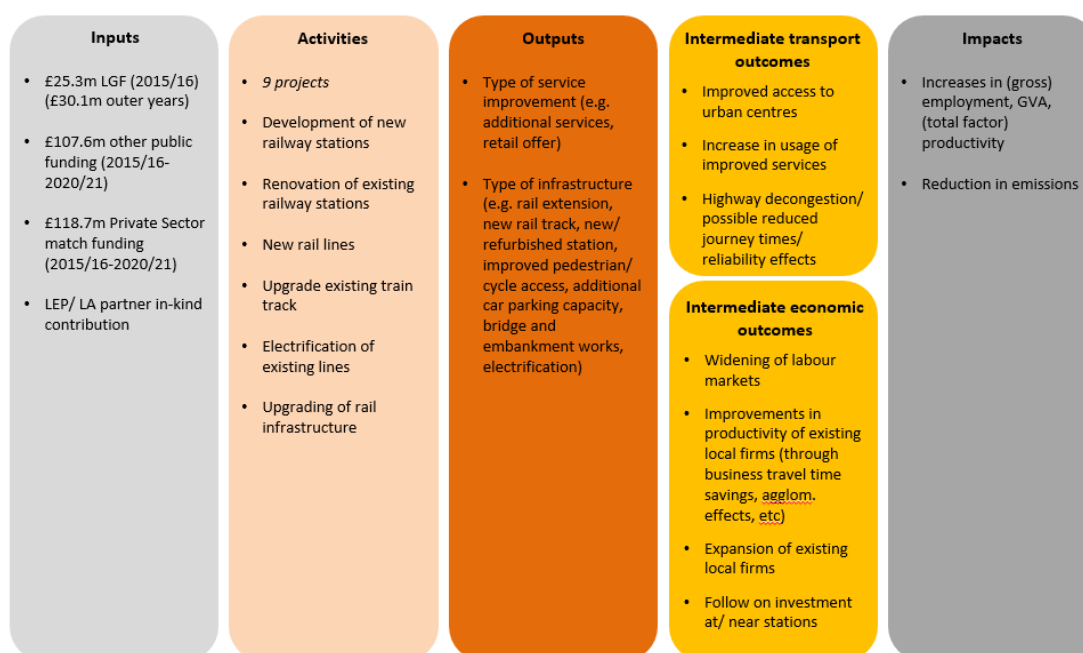 Inputs
• £25.3m LGF (2015/16)
(£30.1m outer years)
• £107.6m other public
funding (2015/16-
2020/21)
• £118.7m Private Sector
match funding
(2015/16-2020/21)
• LEP/ LA partner in-kind
contribution
Activities
• 9 projects
• Development of new
railway stations
• Renovation of existing
railway stations
• New rail lines
• Upgrade existing train
track
• Electrification of
existing lines
• Upgrading of rail
infrastructure
Outputs
• Type of service
improvement (e.g.
additional services,
retail offer)
• Type of infrastructure
(e.g. rail extension,
new rail track, new/
refurbished station,
improved pedestrian/
cycle access, additional
car parking capacity,
bridge and
embankment works,
electrification)
Intermediate transport
outcomes
• Improved access to
urban centres
• Increase in usage of
improved services
• Highway decongestion/
possible reduced
journey times/
reliability effects
Intermediate economic
outcomes
• Widening of labour
markets
• Improvements in
productivity of existing
local firms (through
business travel time
savings, agglom.
effects, etc)
• Expansion of existing
local firms
• Follow on investment
at/ near stations
Impacts
• Increases in (gross)
employment, GVA,
(total factor)
productivity
• Reduction in emissions